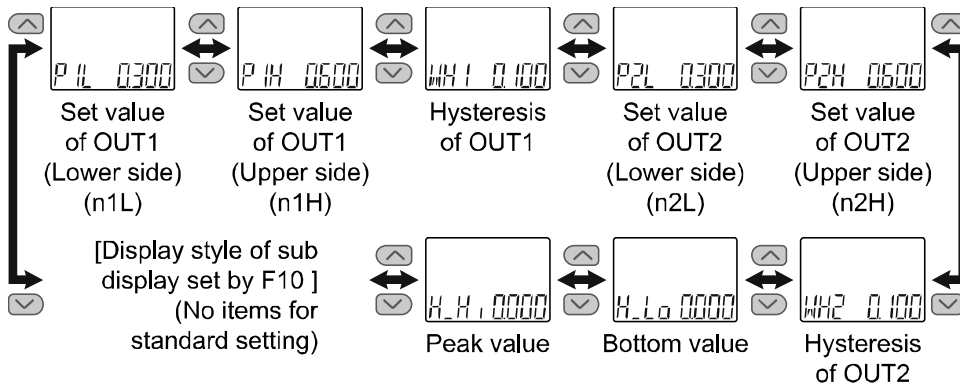 P 1L 0.300
P 1H 0.600
WH1 0.100
P2L 0.300
P2H 0.600
Set value
of OUT1
(Lower side)
(n1L)
Set value
of OUT1
(Upper side)
(n1H)
Hysteresis
of OUT1
Set value
of OUT2
(Lower side)
(n2L)
Set value
of OUT2
(Upper side)
(n2H)
[Display style of sub
display set by F10 ]
(No items for
standard setting)
H_Hi 0.000
Peak value
H_Lo 0.000
Bottom value
WH2 0.100
Hysteresis
of OUT2